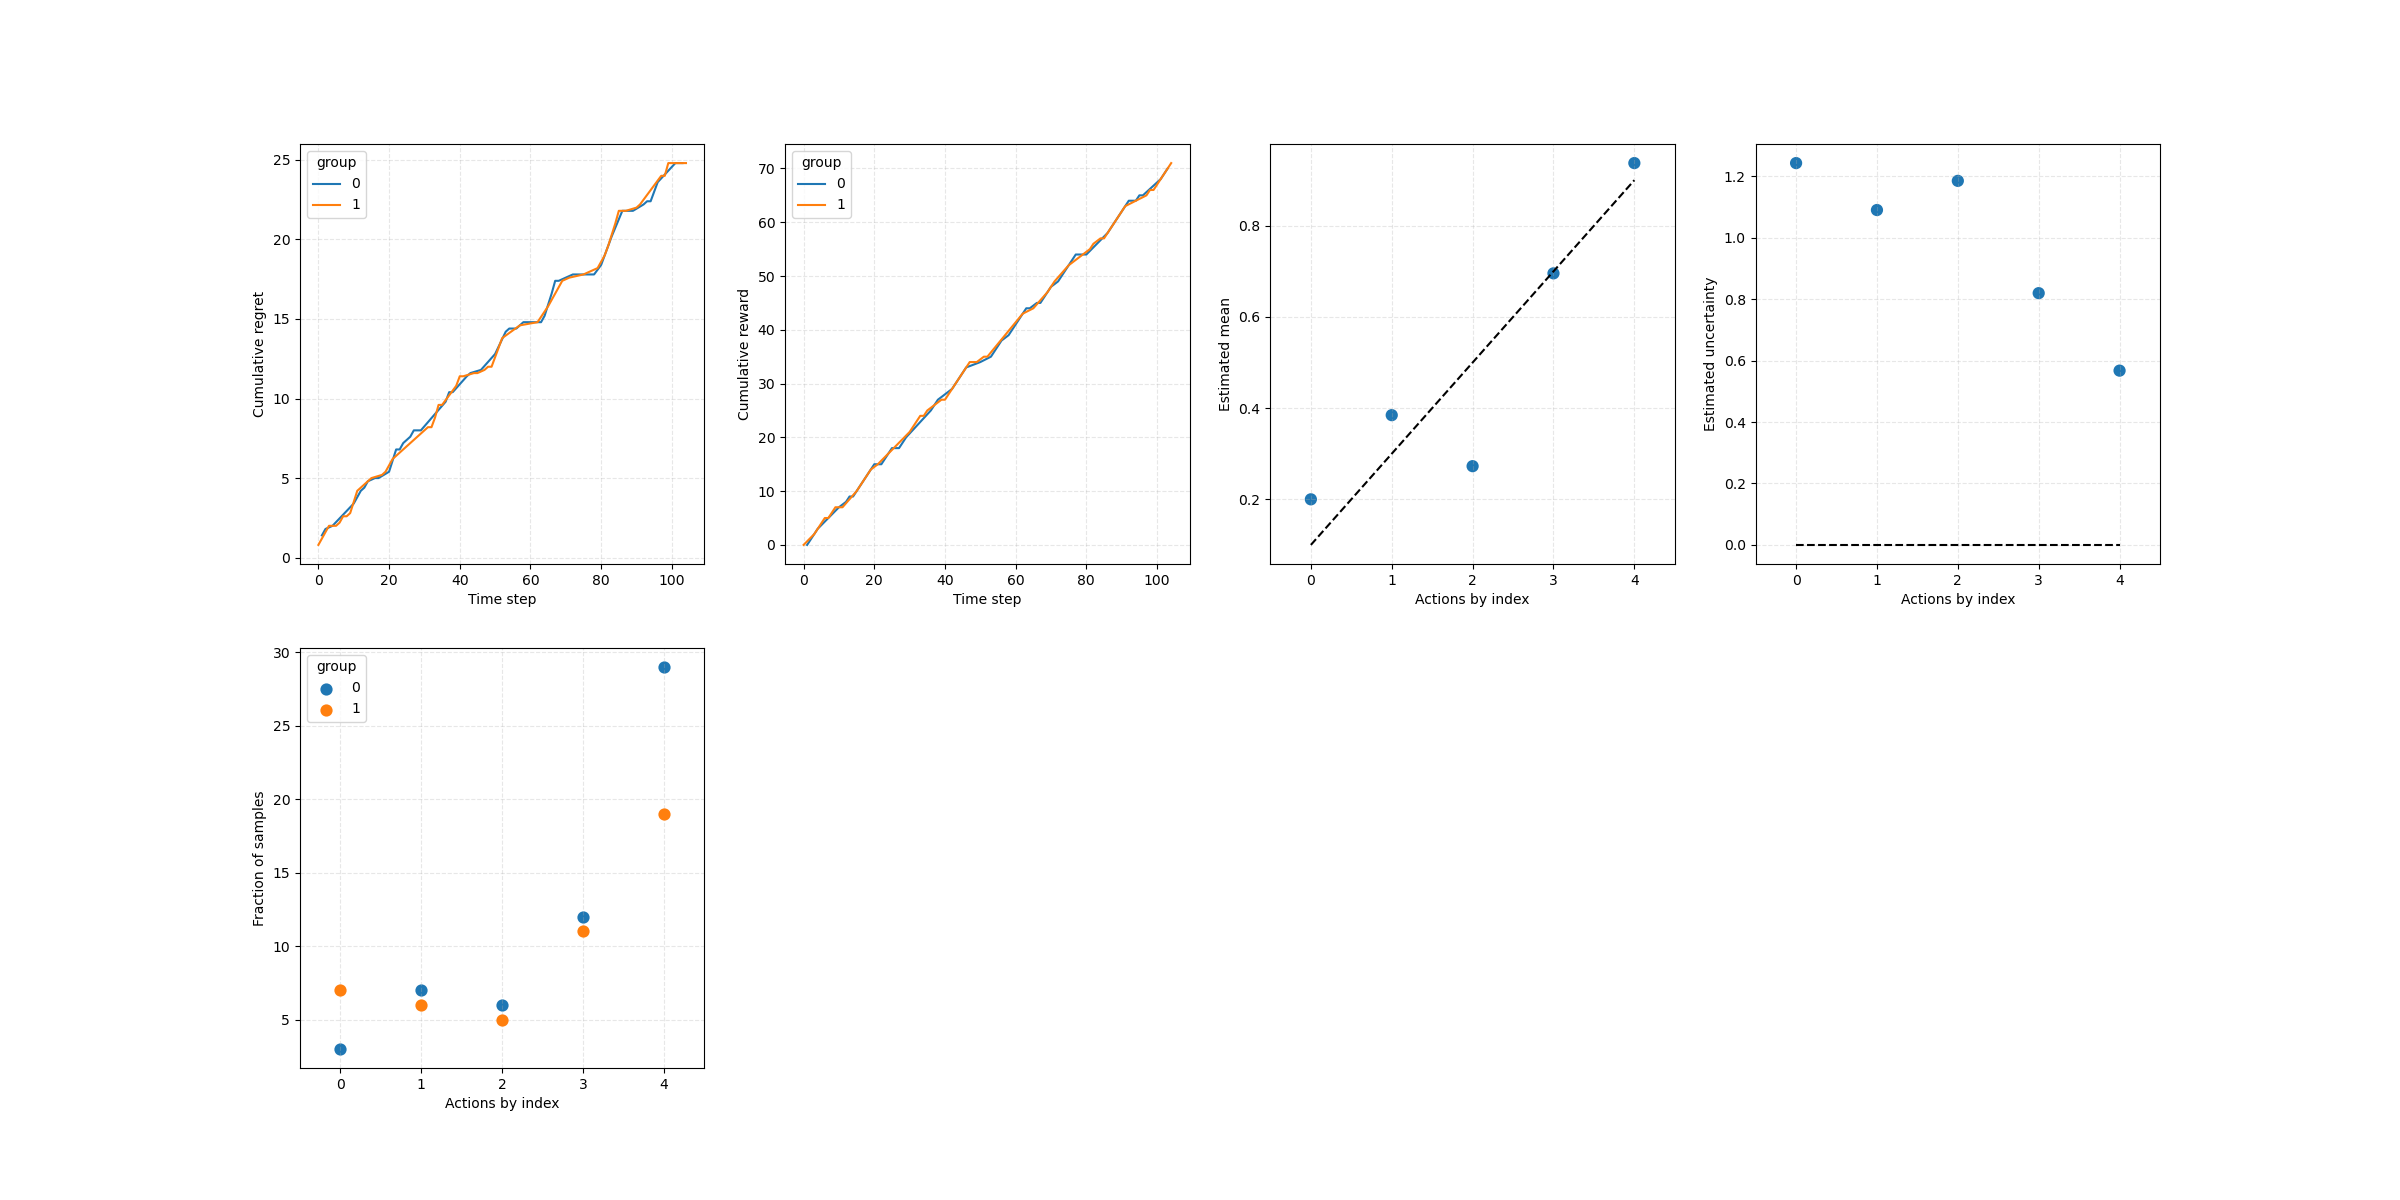 group
0
1
25
20
15
10
5
0
Cumulative regret
0 20 40 60 80 100
Time step
group
0
1
70
60
50
40
30
20
10
0
Cumulative reward
0 20 40 60 80 100
Time step
0.8
0.6
0.4
0.2
Estimated mean
0 1 2 3 4
Actions by index
1.2
1.0
0.8
0.6
0.4
0.2
0.0
Estimated uncertainty
0 1 2 3 4
Actions by index
group
0
1
30
25
20
15
10
5
Fraction of samples
0 1 2 3 4
Actions by index